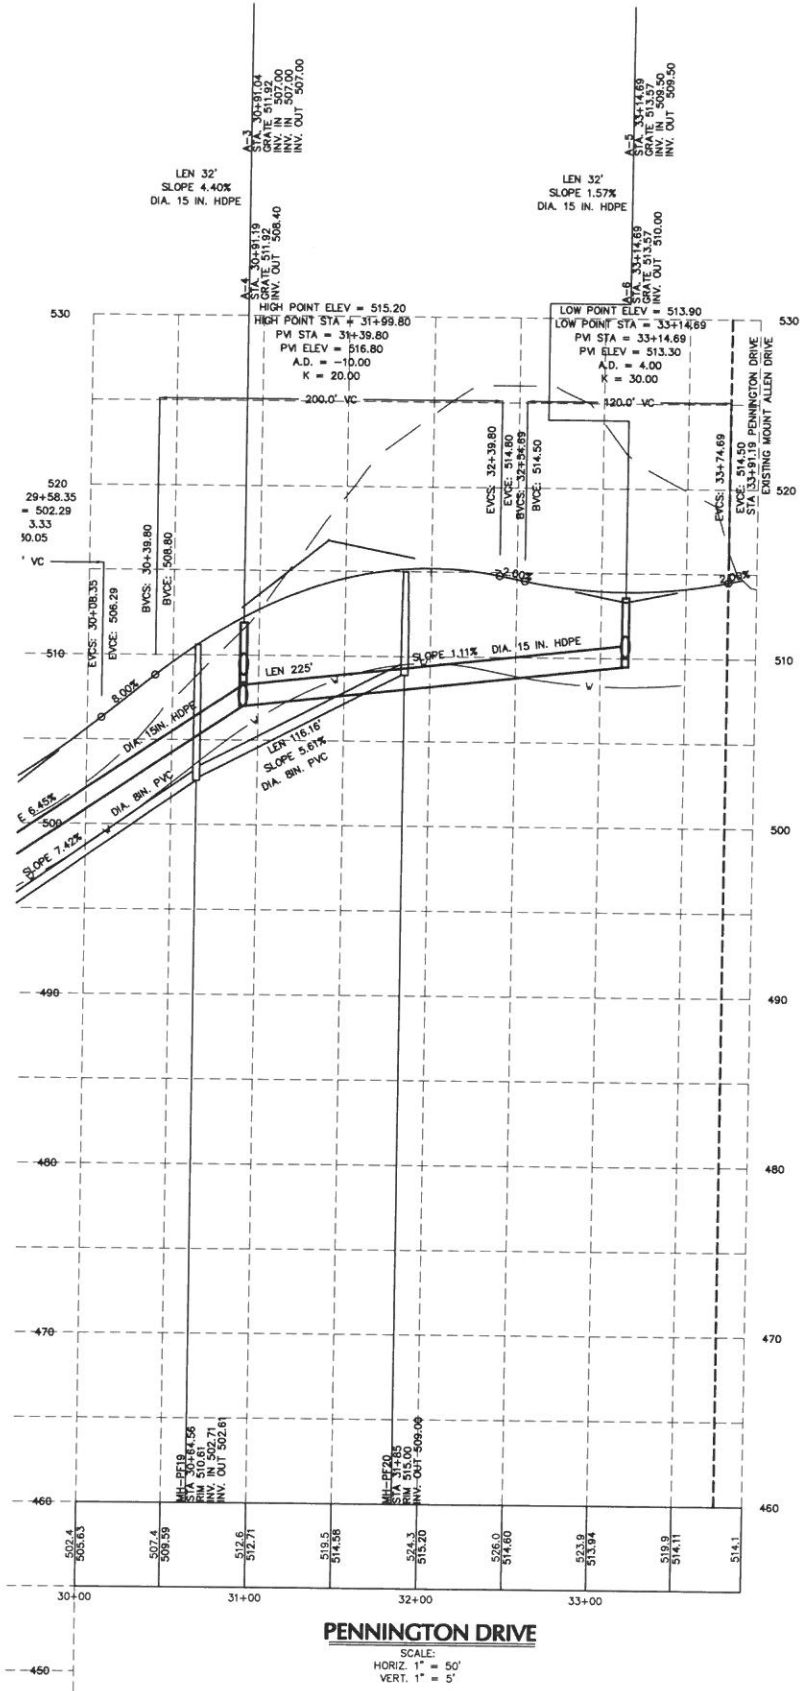 A-3
STA. 30+91.04
GRATE 511.92
INV. IN 507.00
INV. IN 507.00
INV. OUT 507.00
A-5
STA. 33+14.69
GRATE 513.57
INV. IN 509.50
INV. OUT 509.50
LEN 32'
SLOPE 4.40%
DIA. 15 IN. HDPE
LEN 32'
SLOPE 1.57%
DIA. 15 IN. HDPE
A-4
STA. 30+91.19
GRATE 511.92
INV. OUT 508.40
A-6
STA. 33+14.69
GRATE 513.57
INV. OUT 510.00
530
HIGH POINT ELEV = 515.20
HIGH POINT STA = 31+99.80
PVI STA = 31+39.80
PVI ELEV = 516.80
A.D. = -10.00
K = 20.00
200.0' VC
LOW POINT ELEV = 513.90
LOW POINT STA = 33+14.69
PVI STA = 33+14.69
PVI ELEV = 513.30
A.D. = 4.00
K = 30.00
120.0' VC
530
STA 33+91.19 PENNINGTON DRIVE
EXISTING MOUNT ALLEN DRIVE
520
520
29+58.35
= 502.29
3.33
' VC
EVCS: 30+08.35
EVCE: 506.29
BVCS: 30+39.80
BVCE: 508.80
EVCS: 32+39.80
EVCE: 514.80
BVCS: 32+54.69
BVCE: 514.50
EVCS: 33+74.69
EVCE: 514.50
-2.00%
510
8.00%
LEN 225'
SLOPE 1.11% DIA. 15 IN. HDPE
510
W
W
W
DIA. 15IN. HDPE
LEN 116.16'
SLOPE 5.61%
DIA. 8IN. PVC
E 6.45%
DIA. 8IN. PVC
W
500
500
SLOPE 7.42%
490
490
480
480
470
470
MH-PF19
STA 30+64.56
RIM 510.61
INV. IN 502.71
INV. OUT 502.61
MH-PF20
STA 31+85
RIM 515.00
INV. OUT 509.00
460
460
502.4
505.63
507.4
509.59
512.6
512.71
519.5
514.58
524.3
515.20
526.0
514.60
523.9
513.94
519.9
514.11
514.1
30+00
31+00
32+00
33+00
PENNINGTON DRIVE
SCALE:
HORIZ. 1" = 50'
VERT. 1" = 5'
450